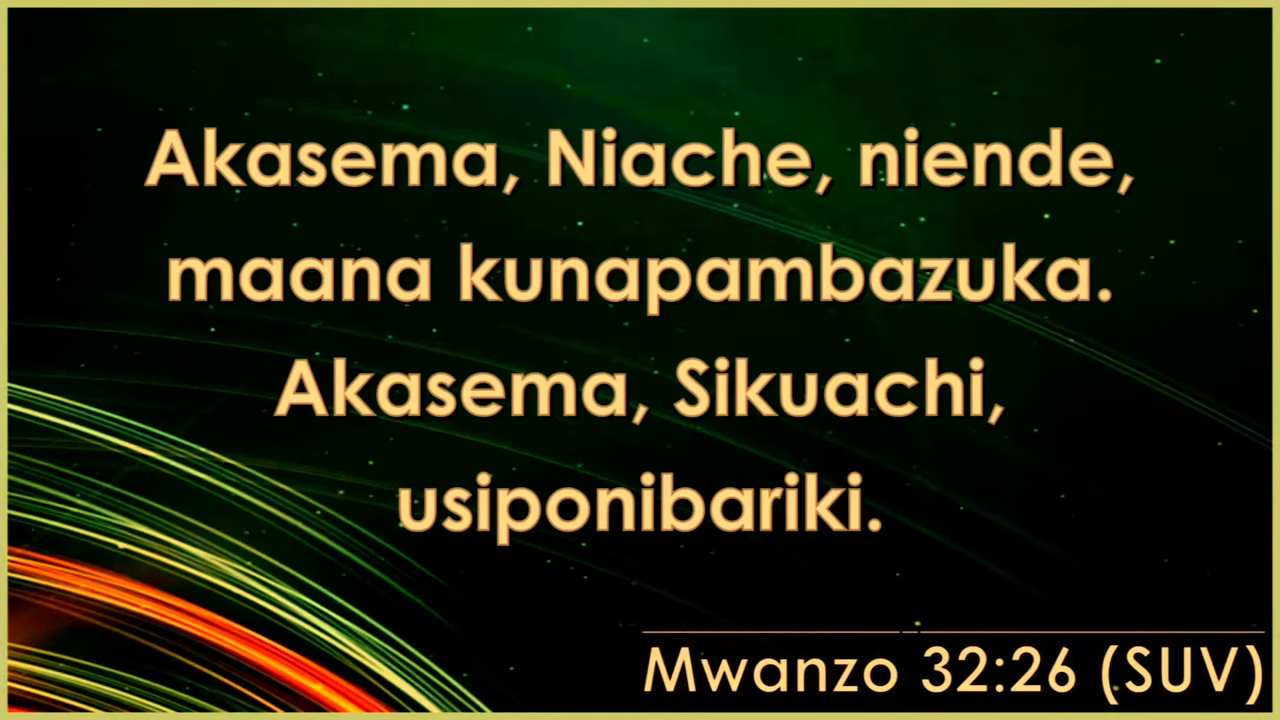 Akasema, Niache, niende,
maana kunapambazuka.
Akasema, Sikuachi,
usiponibariki.
Mwanzo 32:26 (SUV)